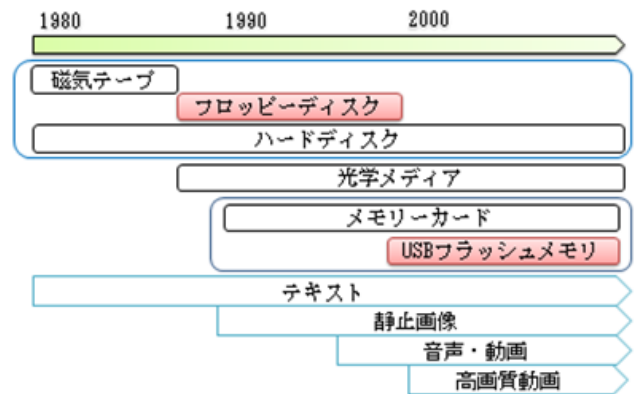 1980 1990 2000
磁気テープ
フロッピーディスク
ハードディスク
光学メディア
メモリーカード
USBフラッシュメモリ
テキスト
静止画像
音声・動画
高画質動画